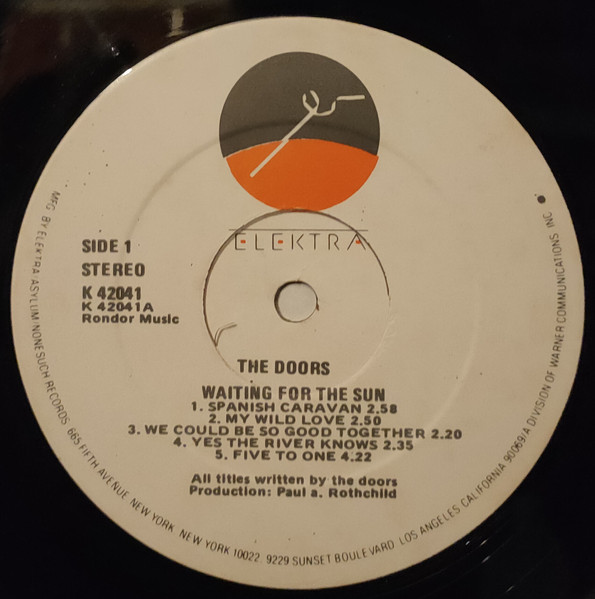 ELEKTRA
SIDE 1
STEREO
K 42041
K 42041A
Rondor Music
THE DOORS
WAITING FOR THE SUN
1. SPANISH CARAVAN 2.58
2. MY WILD LOVE 2.50
3. WE COULD BE SO GOOD TOGETHER 2.20
4. YES THE RIVER KNOWS 2.35
5. FIVE TO ONE 4.22
All titles written by the doors
Production: Paul a. Rothchild
MFG BY ELEKTRA/ASYLUM/NONESUCH RECORDS 665 FIFTH AVENUE NEW YORK NEW YORK 10022 9229 SUNSET BOULEVARD LOS ANGELES CALIFORNIA 90069/A DIVISION OF WARNER COMMUNICATIONS INC